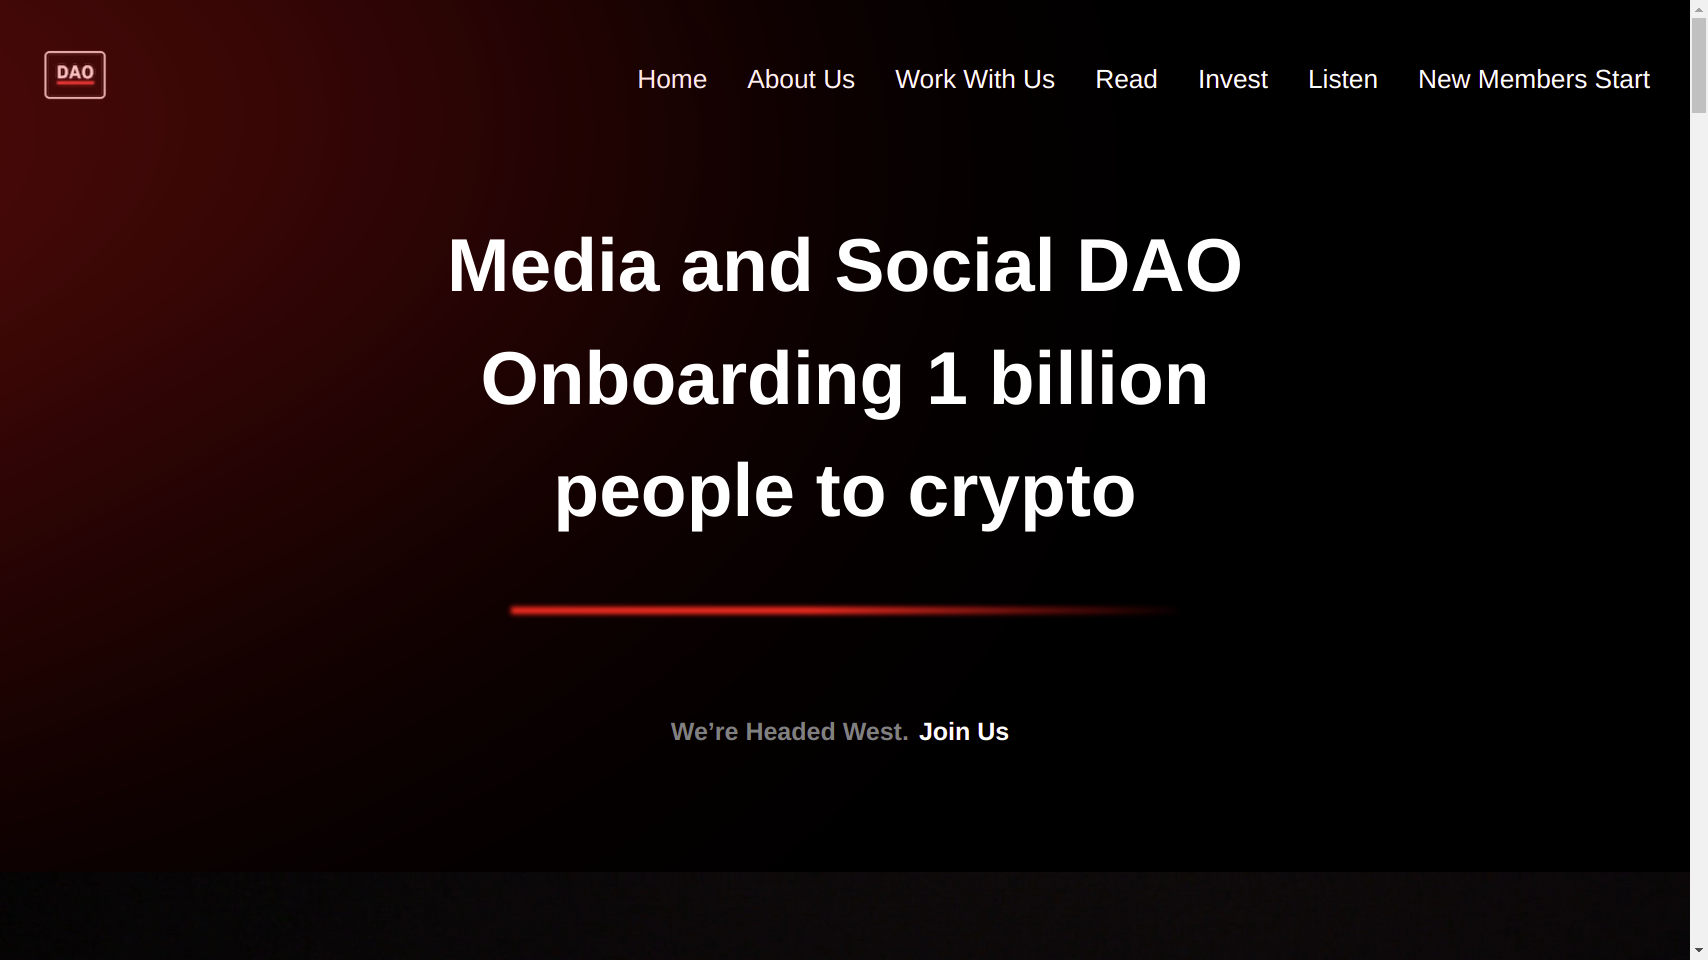 DAO
Home About Us Work With Us Read Invest Listen New Members Start
Media and Social DAO
Onboarding 1 billion
people to crypto
We’re Headed West. Join Us